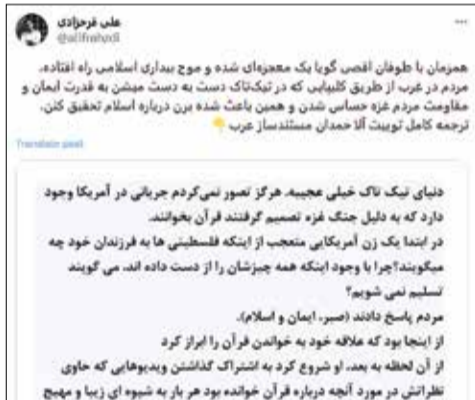 علی فرحزادی
@alifrahzdi
همزمان با طوفان اقصی گویا یک معجزه‌ای شده و موج بیداری اسلامی راه افتاده،
مردم در غرب از طریق کلیپایی که در تیک‌تاک دست به دست میشن به قدرت ایمان و
مقاومت مردم غزه حساس شدن و همین باعث شده برن درباره اسلام تحقیق کنن.
ترجمه کامل توییت آلا حمدان مستندساز عرب 👇
Translate post
دنیای تیک تاک خیلی عجیبه. هرگز تصور نمی‌کردم جریانی در آمریکا وجود
دارد که به دلیل جنگ غزه تصمیم گرفتند قرآن بخوانند.
در ابتدا یک زن آمریکایی متعجب از اینکه فلسطینی ها به فرزندان خود چه
میگویند؟چرا با وجود اینکه همه چیزشان را از دست داده اند، می گویند
تسلیم نمی شویم؟
مردم پاسخ دادند (صبر، ایمان و اسلام).
از اینجا بود که علاقه خود به خواندن قرآن را ابراز کرد
از آن لحظه به بعد، او شروع کرد به اشتراک گذاشتن ویدیوهایی که حاوی
نظراتش در مورد آنچه درباره قرآن خوانده بود هر بار به شیوه ای زیبا و مهیج